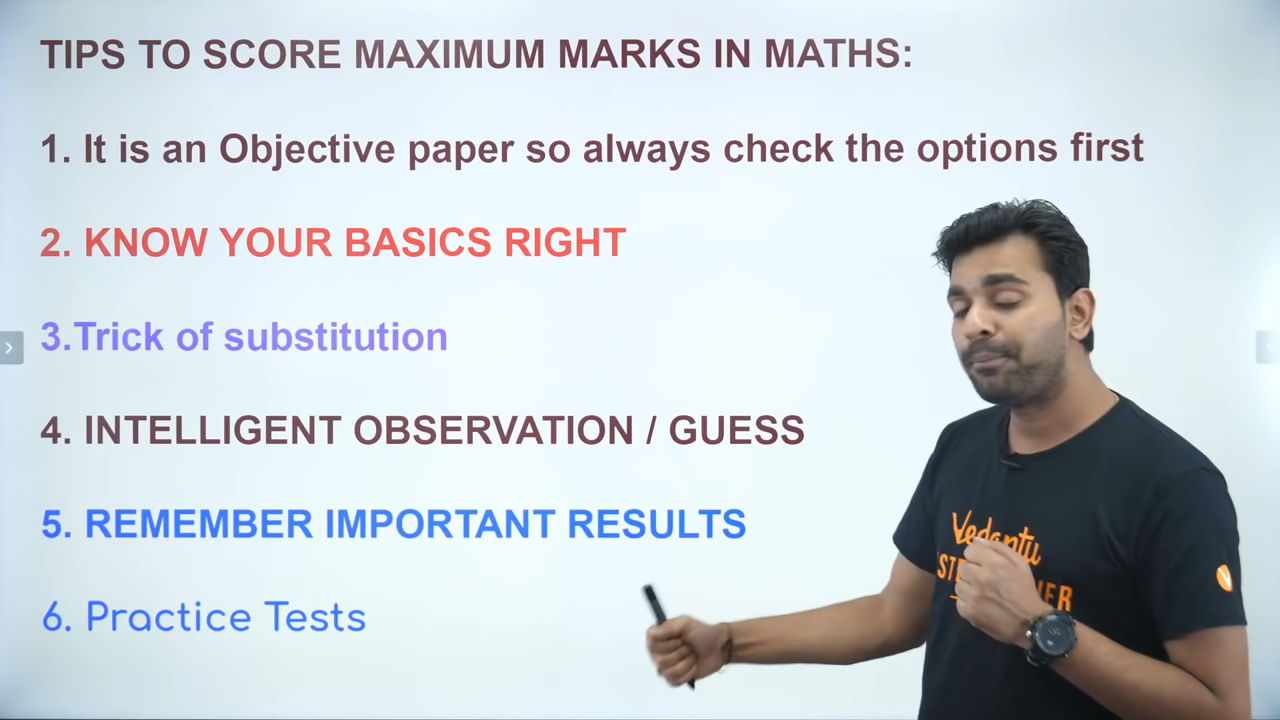 TIPS TO SCORE MAXIMUM MARKS IN MATHS:
1. It is an Objective paper so always check the options first
2. KNOW YOUR BASICS RIGHT
3.Trick of substitution
4. INTELLIGENT OBSERVATION / GUESS
5. REMEMBER IMPORTANT RESULTS
6. Practice Tests
Vedantu